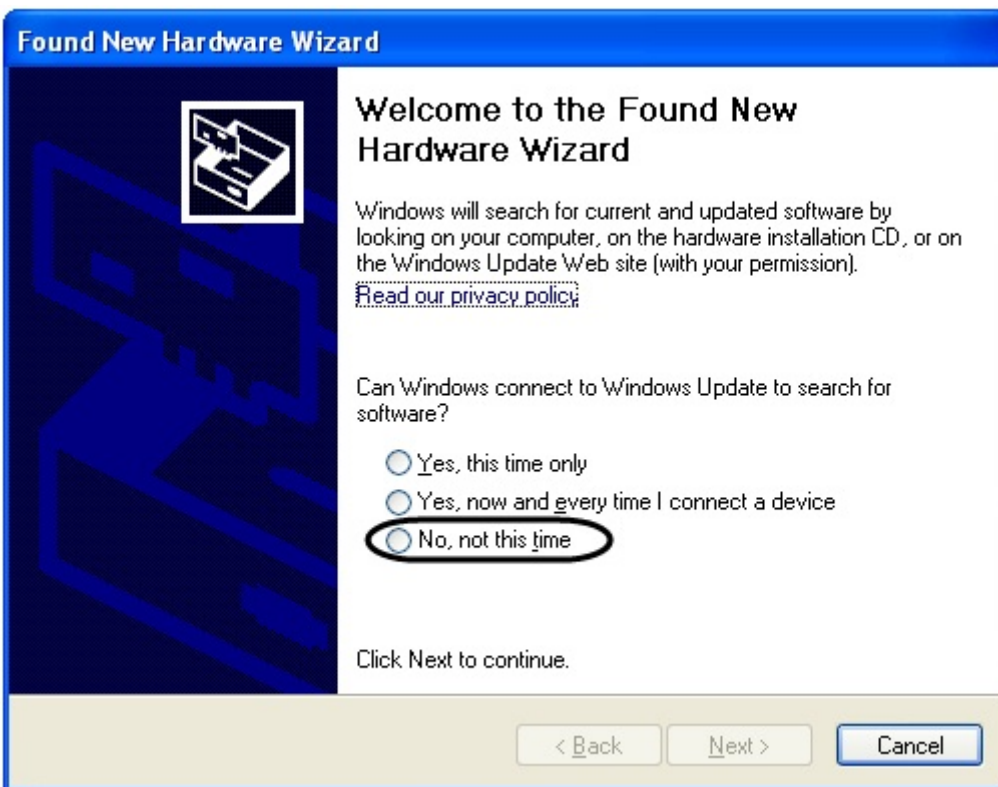 Found New Hardware Wizard
Welcome to the Found New
Hardware Wizard
Windows will search for current and updated software by
looking on your computer, on the hardware installation CD, or on
the Windows Update Web site (with your permission).
Read our privacy policy
Can Windows connect to Windows Update to search for
software?
Yes, this time only
Yes, now and every time I connect a device
No, not this time
Click Next to continue.
< Back Next > Cancel